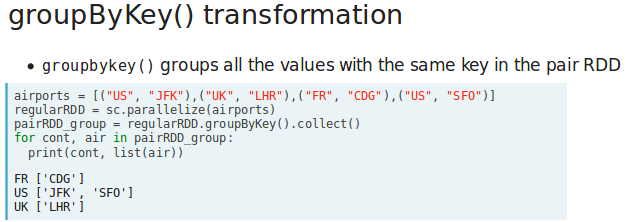 groupByKey() transformation
• groupbykey() groups all the values with the same key in the pair RDD
airports = [("US", "JFK"),("UK", "LHR"),("FR", "CDG"),("US", "SFO")]
regularRDD = sc.parallelize(airports)
pairRDD_group = regularRDD.groupByKey().collect()
for cont, air in pairRDD_group:
  print(cont, list(air))
FR ['CDG']
US ['JFK', 'SFO']
UK ['LHR']